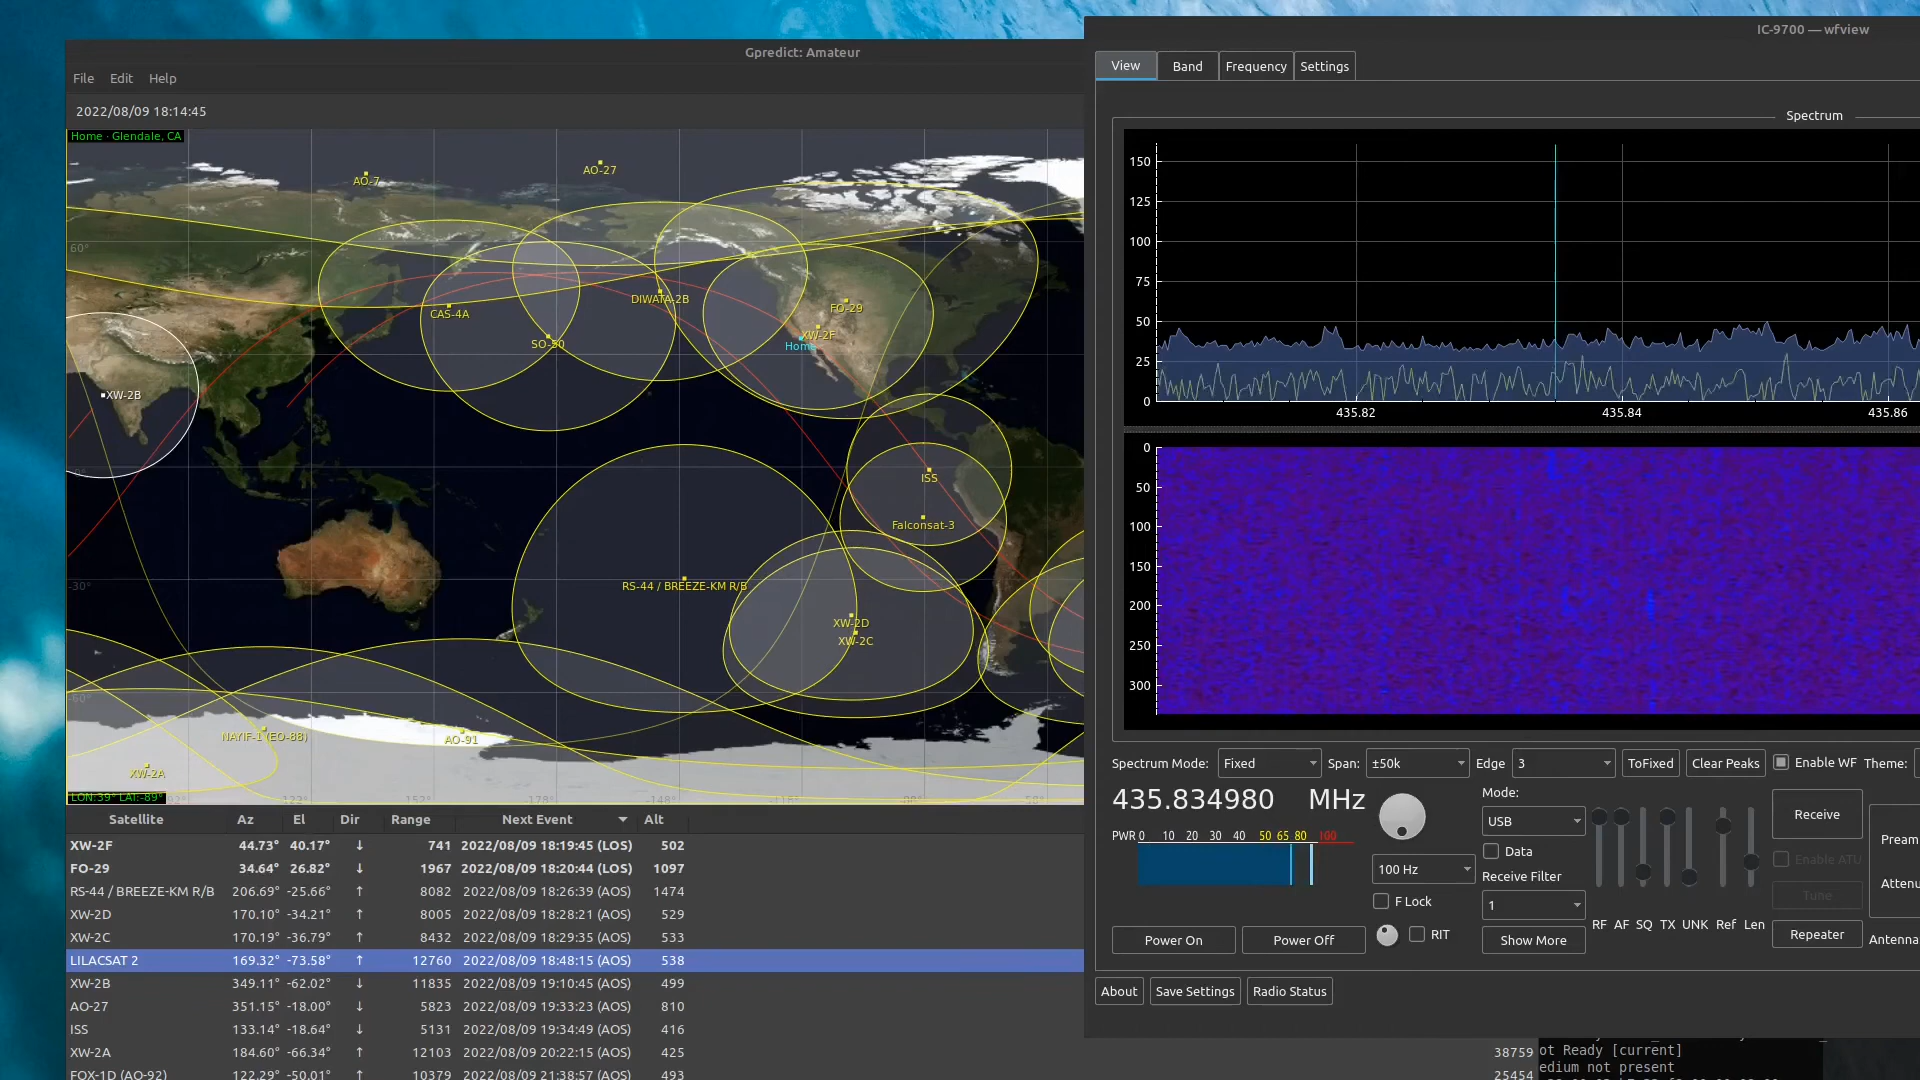 Gpredict: Amateur
File Edit Help
2022/08/09 18:14:45
Home · Glendale, CA
AO-7
AO-27
60°
CAS-4A
DIWATA-2B
FO-29
SO-50
XW-2F
Home
XW-2B
ISS
Falconsat-3
-30°
RS-44 / BREEZE-KM R/B
XW-2D
XW-2C
NAYIF-1 (EO-88)
AO-91
XW-2A
LON:39° LAT:-89°
Satellite Az El Dir Range Next Event Alt
XW-2F 44.73° 40.17° ↓ 741 2022/08/09 18:19:45 (LOS) 502
FO-29 34.64° 26.82° ↓ 1967 2022/08/09 18:20:44 (LOS) 1097
RS-44 / BREEZE-KM R/B 206.69° -25.66° ↑ 8082 2022/08/09 18:26:39 (AOS) 1474
XW-2D 170.10° -34.21° ↑ 8005 2022/08/09 18:28:21 (AOS) 529
XW-2C 170.19° -36.79° ↑ 8432 2022/08/09 18:29:35 (AOS) 533
LILACSAT 2 169.32° -73.58° ↑ 12760 2022/08/09 18:48:15 (AOS) 538
XW-2B 349.11° -62.02° ↓ 11835 2022/08/09 19:10:45 (AOS) 499
AO-27 351.15° -18.00° ↓ 5823 2022/08/09 19:33:23 (AOS) 810
ISS 133.14° -18.64° ↓ 5131 2022/08/09 19:34:49 (AOS) 416
XW-2A 184.60° -66.34° ↑ 12103 2022/08/09 20:22:15 (AOS) 425
FOX-1D (AO-92) 122.29° -50.01° ↑ 10379 2022/08/09 21:38:57 (AOS) 493
IC-9700 — wfview
View Band Frequency Settings
Spectrum
150
125
100
75
50
25
0
435.82 435.84 435.86
0
50
100
150
200
250
300
Spectrum Mode: Fixed Span: ±50k Edge 3 ToFixed Clear Peaks Enable WF Theme:
435.834980 MHz
PWR 0 10 20 30 40 50 65 80 100
100 Hz
F Lock
RIT
Power On Power Off
Mode:
USB
Data
Receive Filter
1
Show More
RF AF SQ TX UNK Ref Len
Receive
Enable ATU
Tune
Repeater
Pream
Attenu
Antenna
About Save Settings Radio Status
38759 ot Ready [current]
edium not present
25454